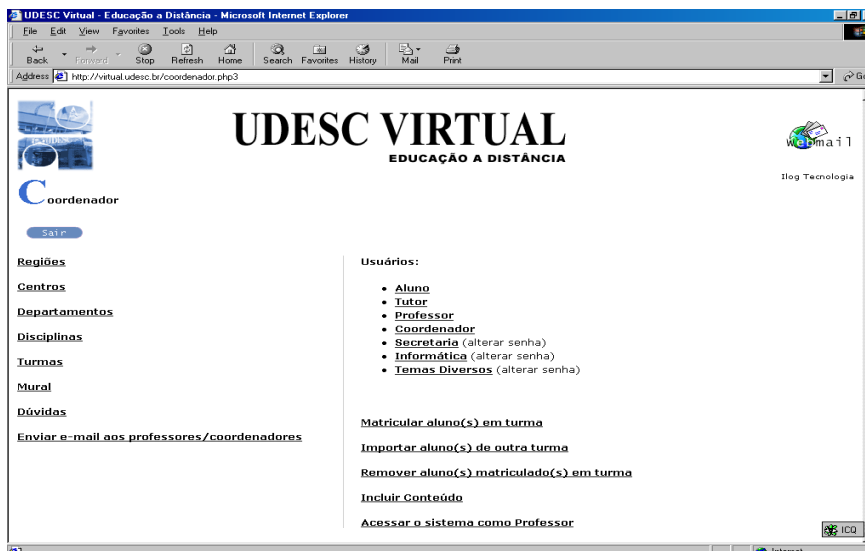 UDESC Virtual - Educação a Distância - Microsoft Internet Explorer
File Edit View Favorites Tools Help
Back Forward Stop Refresh Home Search Favorites History Mail Print
Address http://virtual.udesc.br/coordenador.php3 Go
UDESC VIRTUAL
EDUCAÇÃO A DISTÂNCIA
webmail
Ilog Tecnologia
Coordenador
Sair
Regiões
Centros
Departamentos
Disciplinas
Turmas
Mural
Dúvidas
Enviar e-mail aos professores/coordenadores
Usuários:
Aluno
Tutor
Professor
Coordenador
Secretaria (alterar senha)
Informática (alterar senha)
Temas Diversos (alterar senha)
Matricular aluno(s) em turma
Importar aluno(s) de outra turma
Remover aluno(s) matriculado(s) em turma
Incluir Conteúdo
Acessar o sistema como Professor
ICQ
Internet